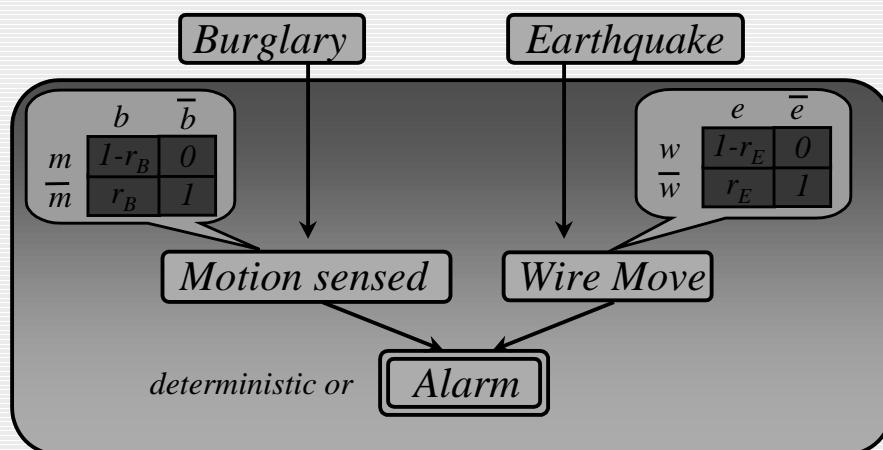 Burglary Earthquake
b b̅ e e̅
m 1-r_B 0 w 1-r_E 0
m̅ r_B 1 w̅ r_E 1
Motion sensed Wire Move
deterministic or Alarm